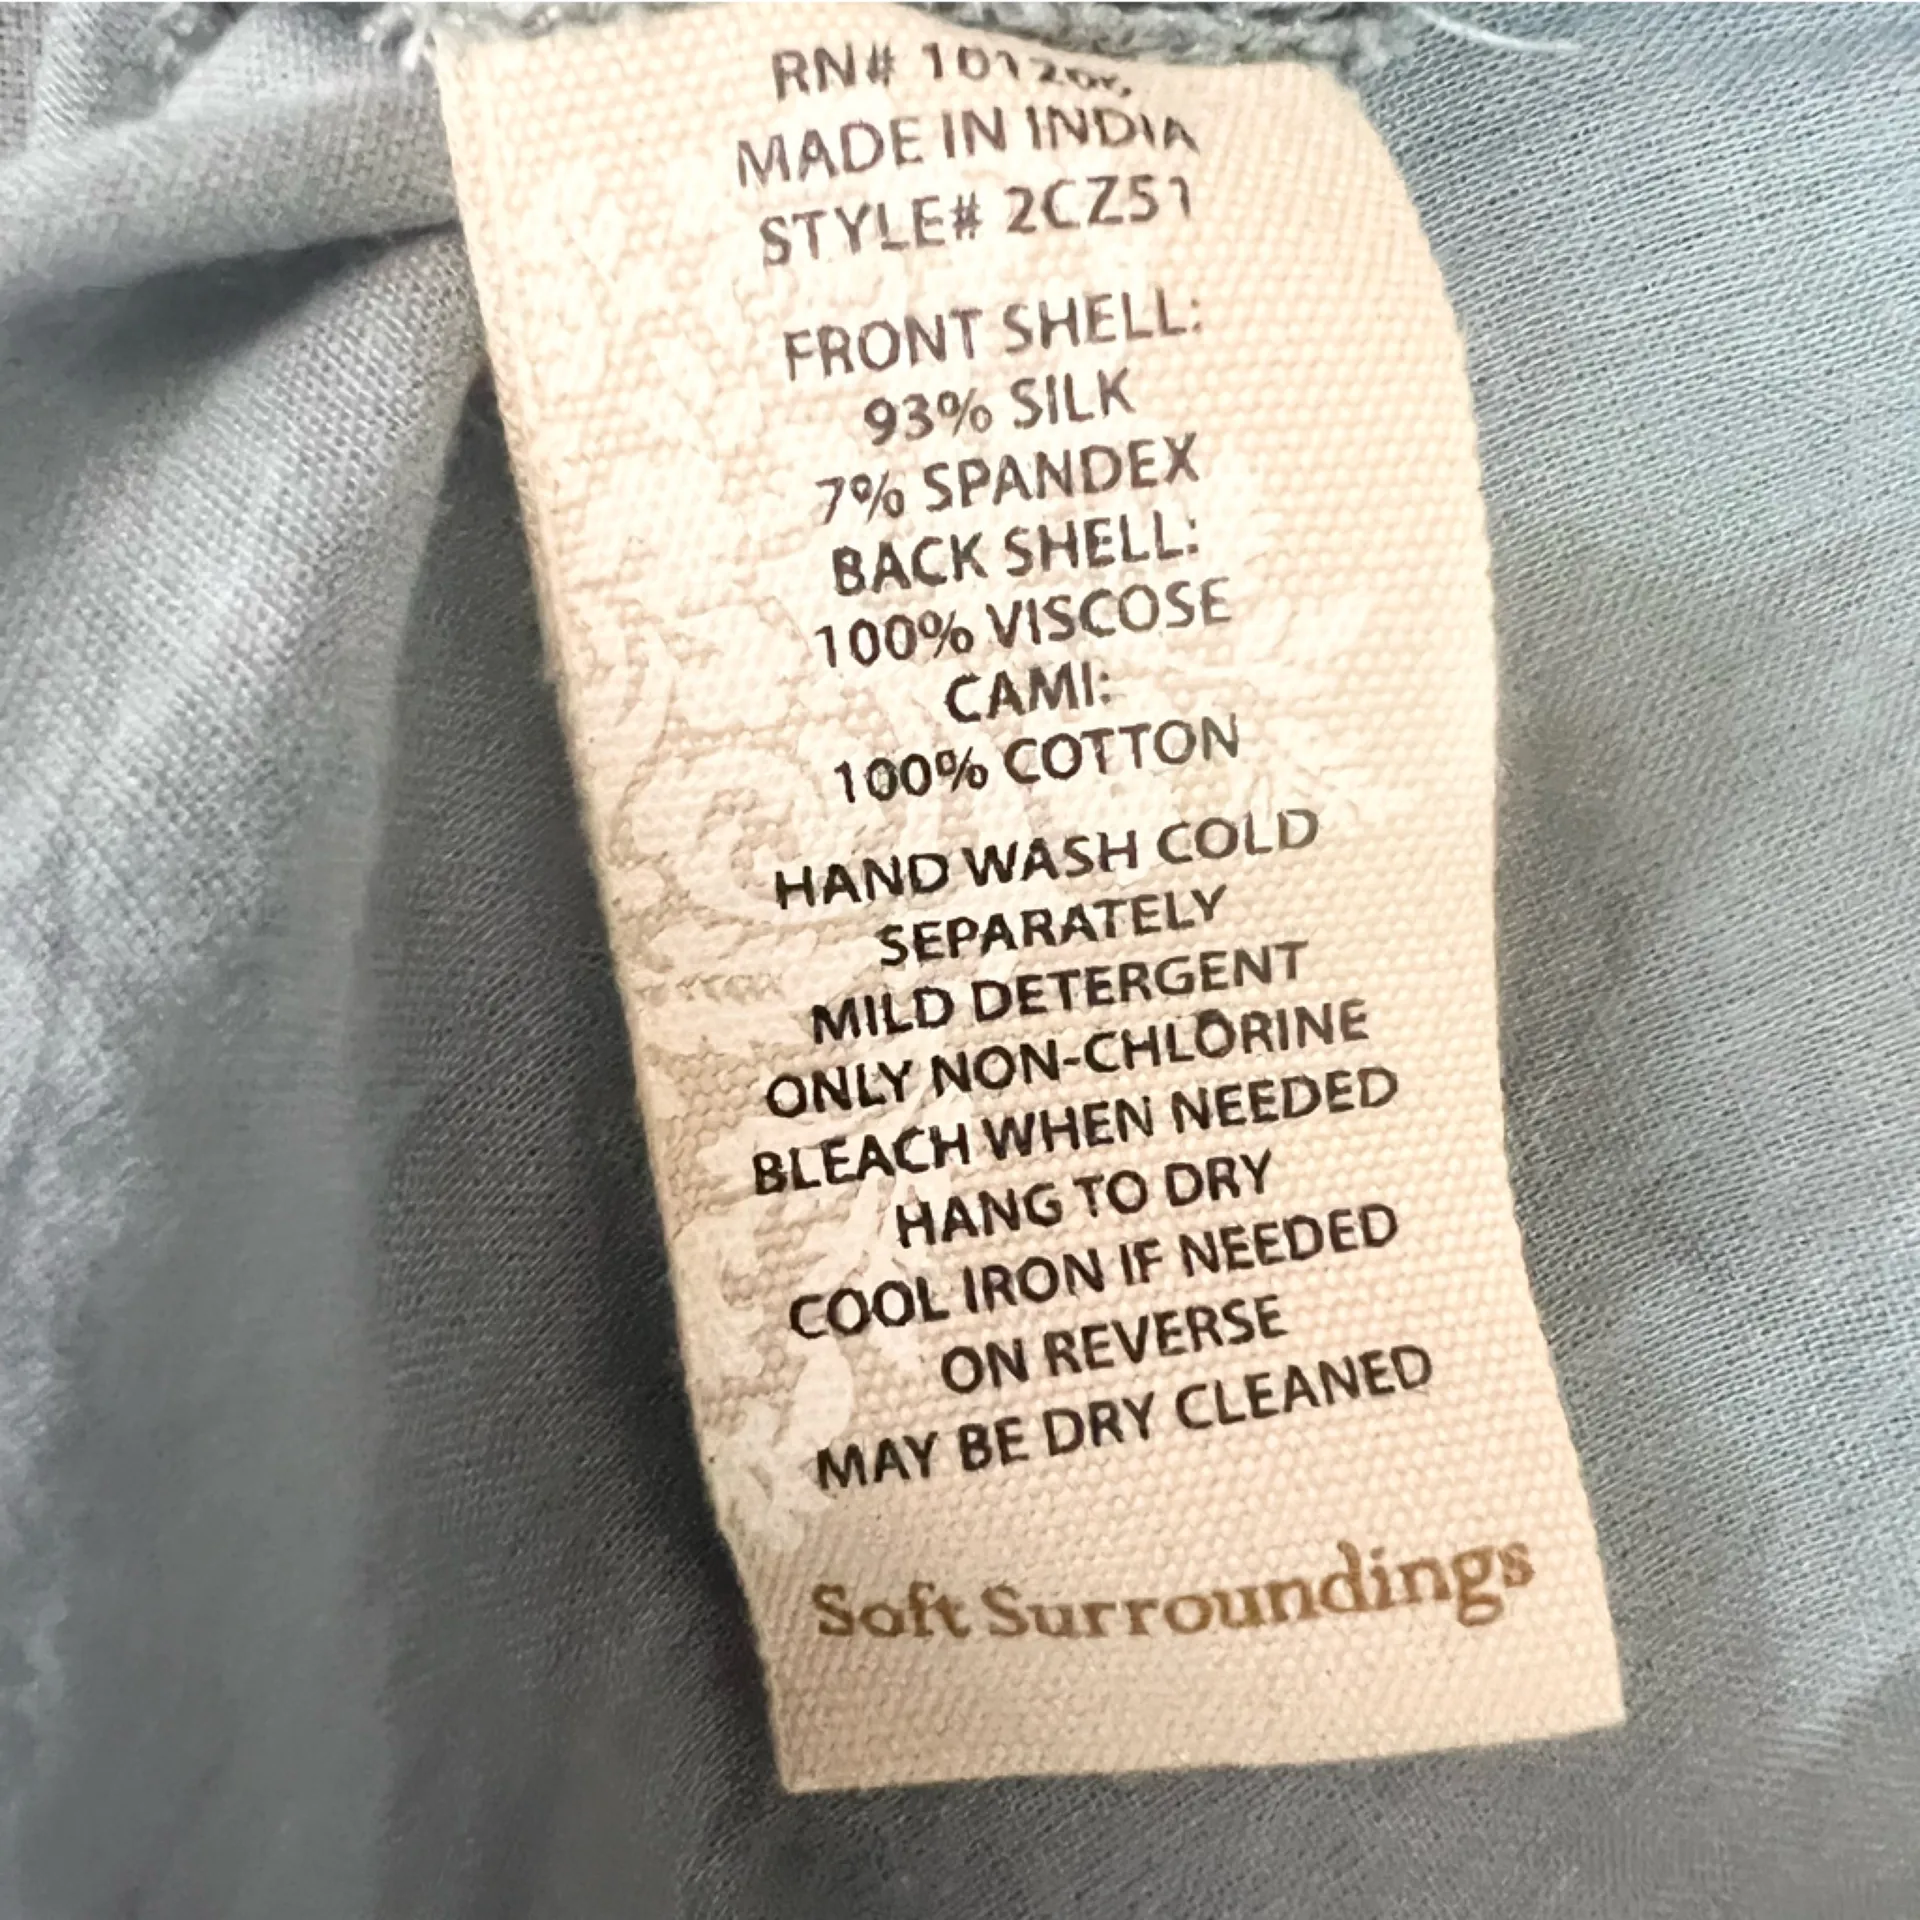 RN#
MADE IN INDIA
STYLE# 2CZ51
FRONT SHELL:
93% SILK
7% SPANDEX
BACK SHELL:
100% VISCOSE
CAMI:
100% COTTON
HAND WASH COLD
SEPARATELY
MILD DETERGENT
ONLY NON-CHLORINE
BLEACH WHEN NEEDED
HANG TO DRY
COOL IRON IF NEEDED
ON REVERSE
MAY BE DRY CLEANED
Soft Surroundings